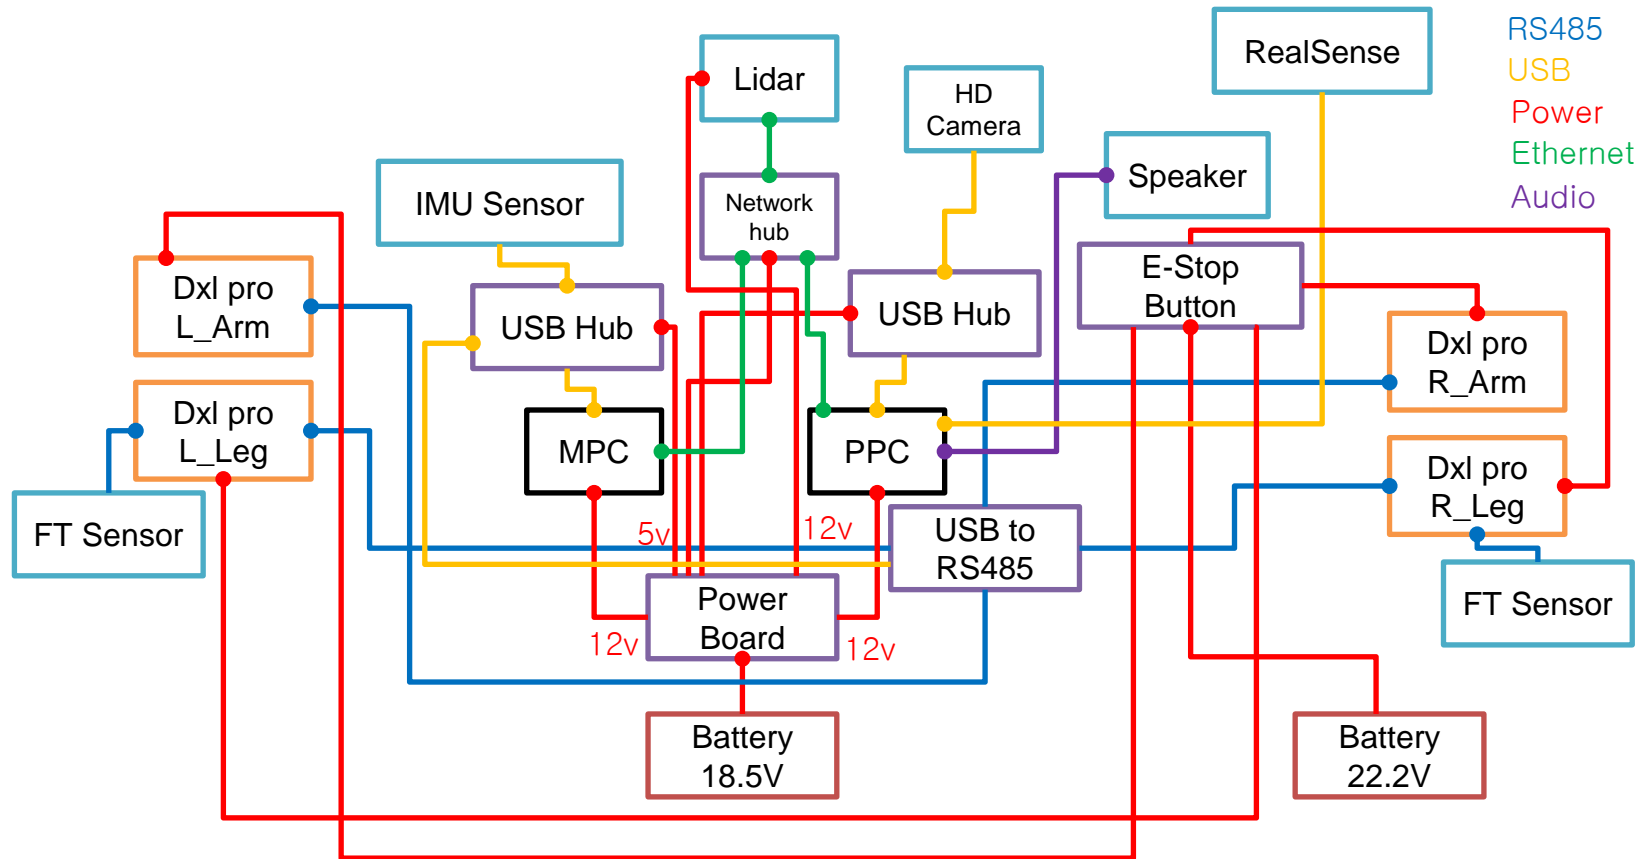 RealSense
RS485
USB
Power
Ethernet
Audio
Lidar
HD
Camera
Speaker
IMU Sensor
Network
hub
E-Stop
Button
Dxl pro
L_Arm
USB Hub
USB Hub
Dxl pro
R_Arm
Dxl pro
L_Leg
MPC
PPC
Dxl pro
R_Leg
FT Sensor
5v
12v
USB to
RS485
FT Sensor
Power
Board
12v
12v
Battery
18.5V
Battery
22.2V